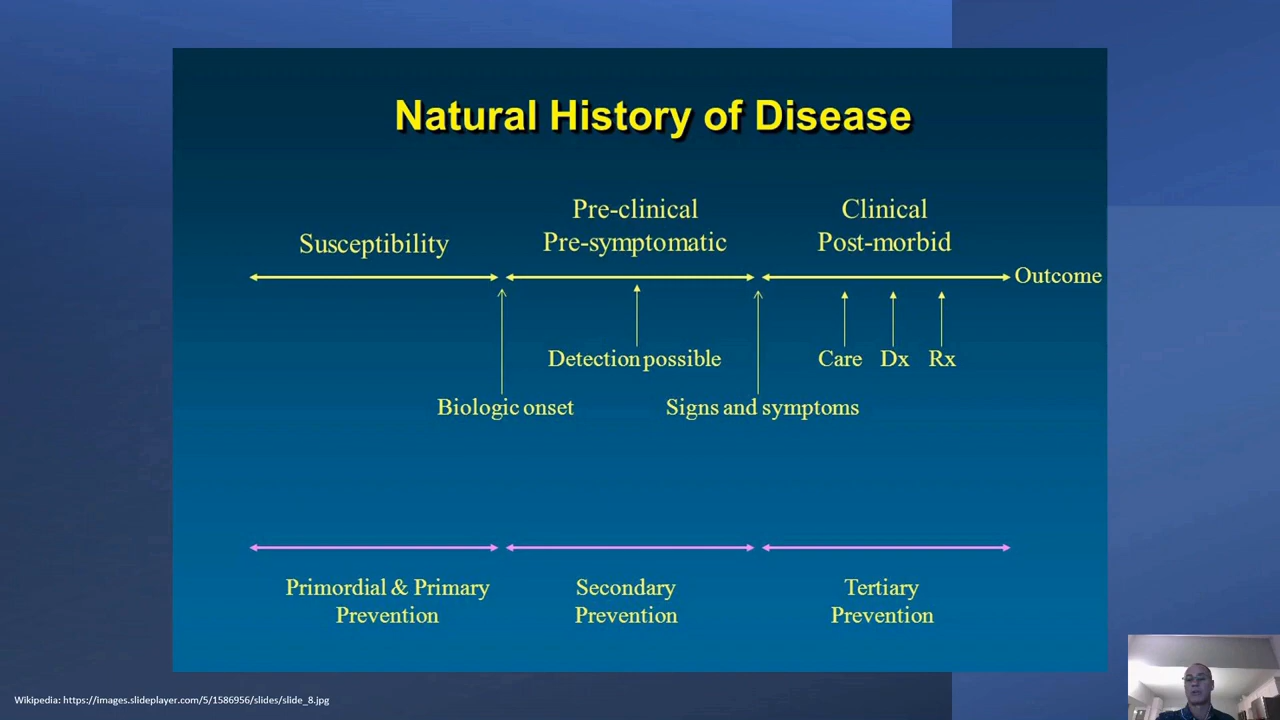 Natural History of Disease
Susceptibility
Pre-clinical
Pre-symptomatic
Clinical
Post-morbid
Outcome
Detection possible
Care Dx Rx
Biologic onset
Signs and symptoms
Primordial & Primary
Prevention
Secondary
Prevention
Tertiary
Prevention
Wikipedia: https://images.slideplayer.com/5/1586956/slides/slide_8.jpg